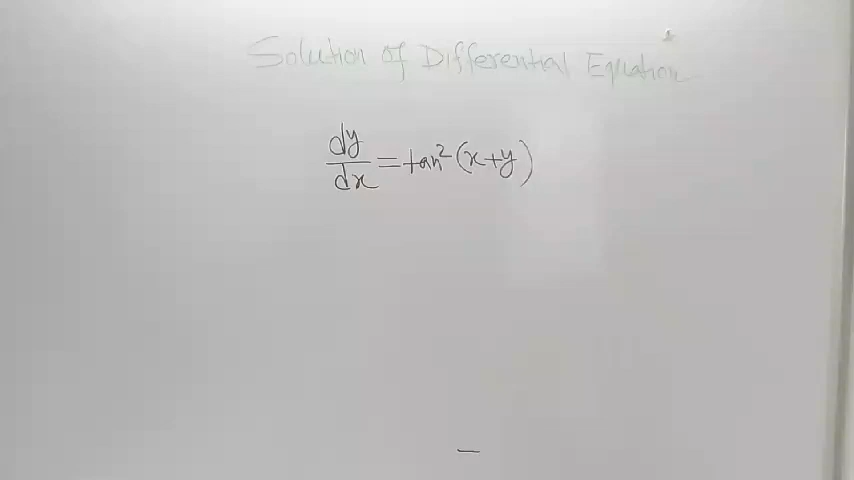 Solution of Differential Equation
dy/dx = tan²(x+y)